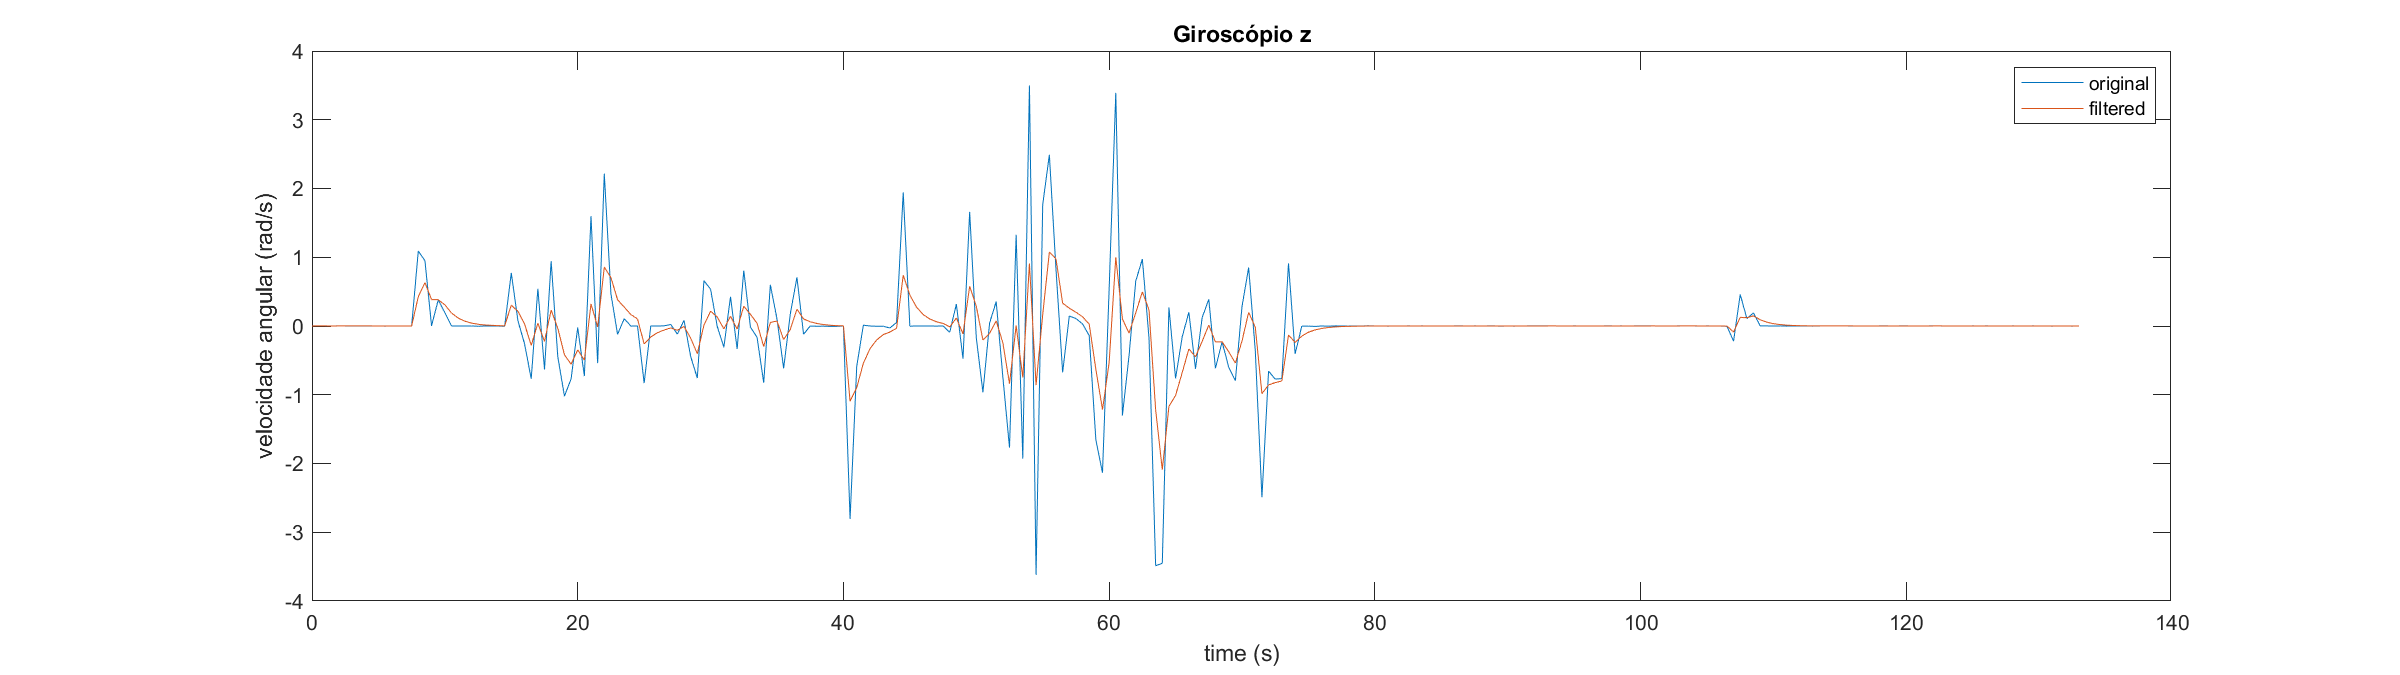 Giroscópio z
original
filtered
velocidade angular (rad/s)
4
3
2
1
0
-1
-2
-3
-4
0 20 40 60 80 100 120 140
time (s)